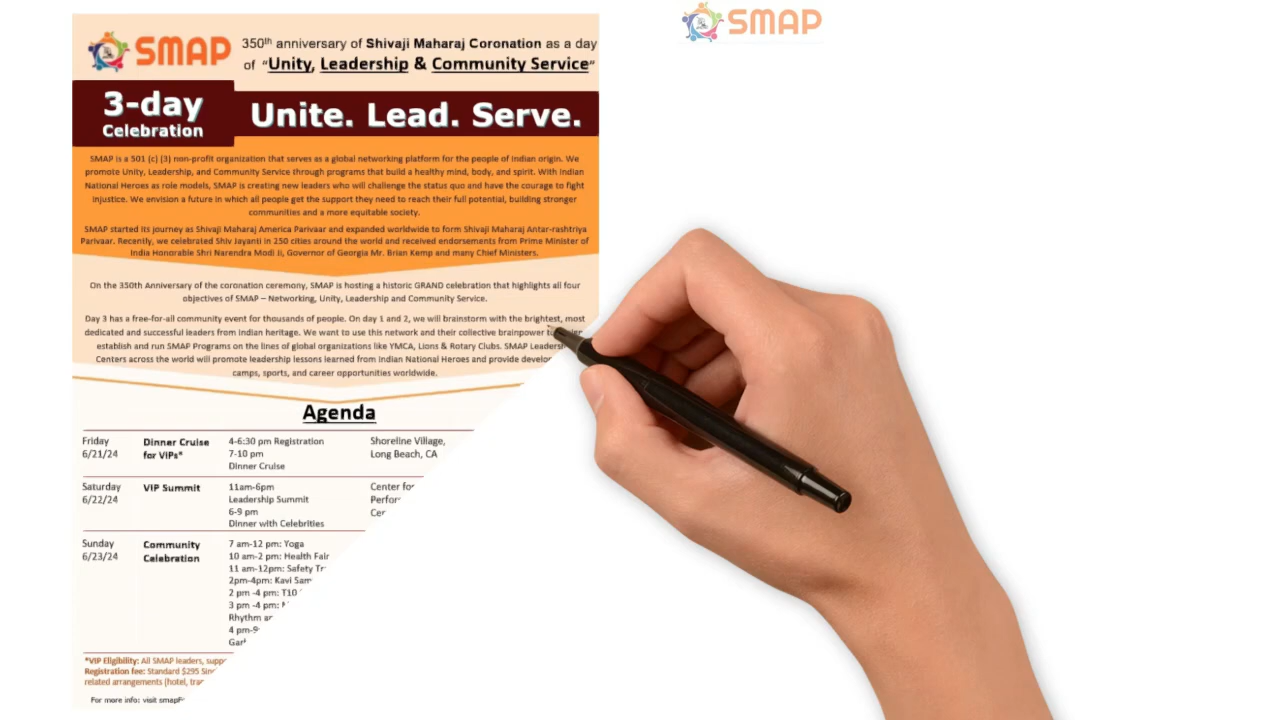 SMAP
SMAP
350th anniversary of Shivaji Maharaj Coronation as a day
of "Unity, Leadership & Community Service"
3-day
Celebration
Unite. Lead. Serve.
SMAP is a 501 (c) (3) non-profit organization that serves as a global networking platform for the people of Indian origin. We
promote Unity, Leadership, and Community Service through programs that build a healthy mind, body, and spirit. With Indian
National Heroes as role models, SMAP is creating new leaders who will challenge the status quo and have the courage to fight
injustice. We envision a future in which all people get the support they need to reach their full potential, building stronger
communities and a more equitable society.
SMAP started its journey as Shivaji Maharaj America Parivaar and expanded worldwide to form Shivaji Maharaj Antar-rashtriya
Parivaar. Recently, we celebrated Shiv Jayanti in 250 cities around the world and received endorsements from Prime Minister of
India Honorable Shri Narendra Modi Ji, Governor of Georgia Mr. Brian Kemp and many Chief Ministers.
On the 350th Anniversary of the coronation ceremony, SMAP is hosting a historic GRAND celebration that highlights all four
objectives of SMAP – Networking, Unity, Leadership and Community Service.
Day 3 has a free-for-all community event for thousands of people. On day 1 and 2, we will brainstorm with the brightest, most
dedicated and successful leaders from Indian heritage. We want to use this network and their collective brainpower
establish and run SMAP Programs on the lines of global organizations like YMCA, Lions & Rotary Clubs. SMAP
Centers across the world will promote leadership lessons learned from Indian National Heroes and provide
camps, sports, and career opportunities worldwide.
Agenda
Friday
6/21/24
Dinner Cruise
for VIPs*
4-6:30 pm Registration
7-10 pm
Dinner Cruise
Shoreline Village,
Long Beach, CA
Saturday
6/22/24
VIP Summit
11am-6pm
Leadership Summit
6-9 pm
Dinner with Celebrities
Center for
Sunday
6/23/24
Community
Celebration
7 am-12 pm: Yoga
10 am-2 pm: Health Fair
11 am-12pm: Safety
2pm-4pm: Kavi
2 pm -4 pm: T10
3 pm -4 pm:
Rhythm
4 pm-9
*VIP Eligibility: All SMAP leaders,
Registration fee: Standard $295
related arrangements (hotel,
For more info: visit